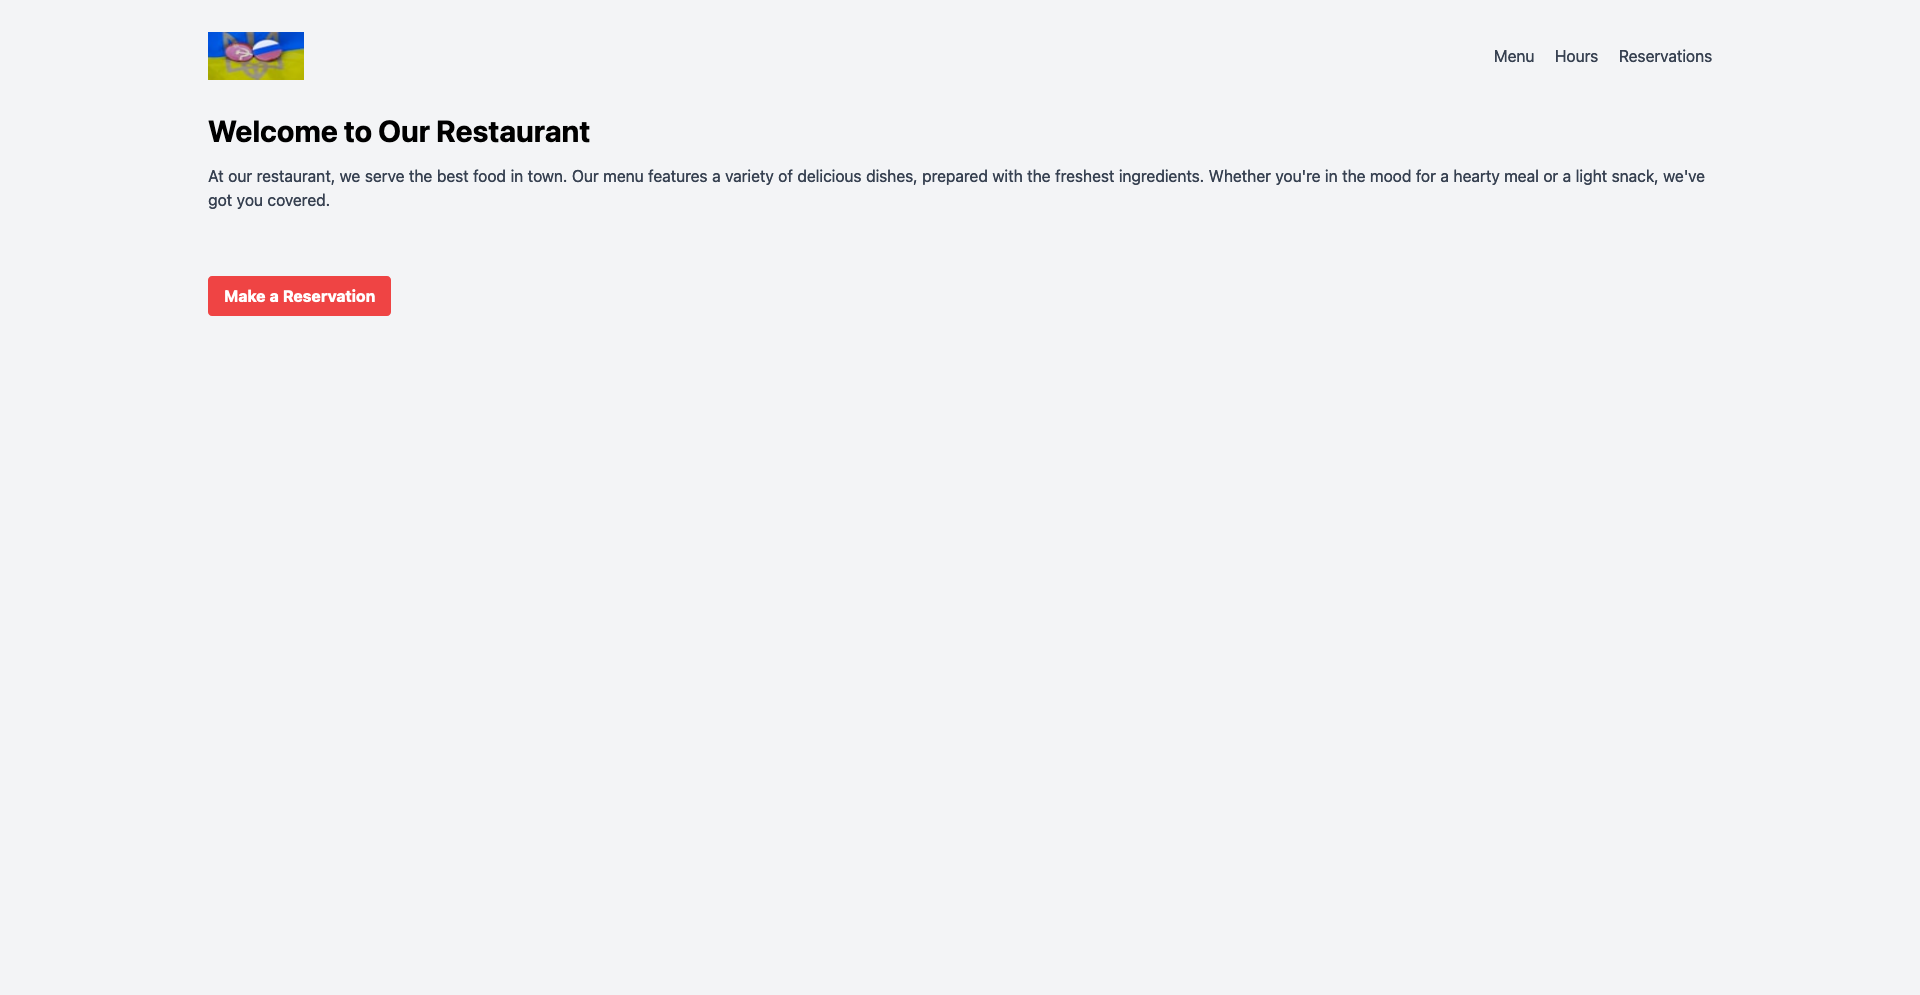 Menu Hours Reservations
Welcome to Our Restaurant
At our restaurant, we serve the best food in town. Our menu features a variety of delicious dishes, prepared with the freshest ingredients. Whether you're in the mood for a hearty meal or a light snack, we've
got you covered.
Make a Reservation